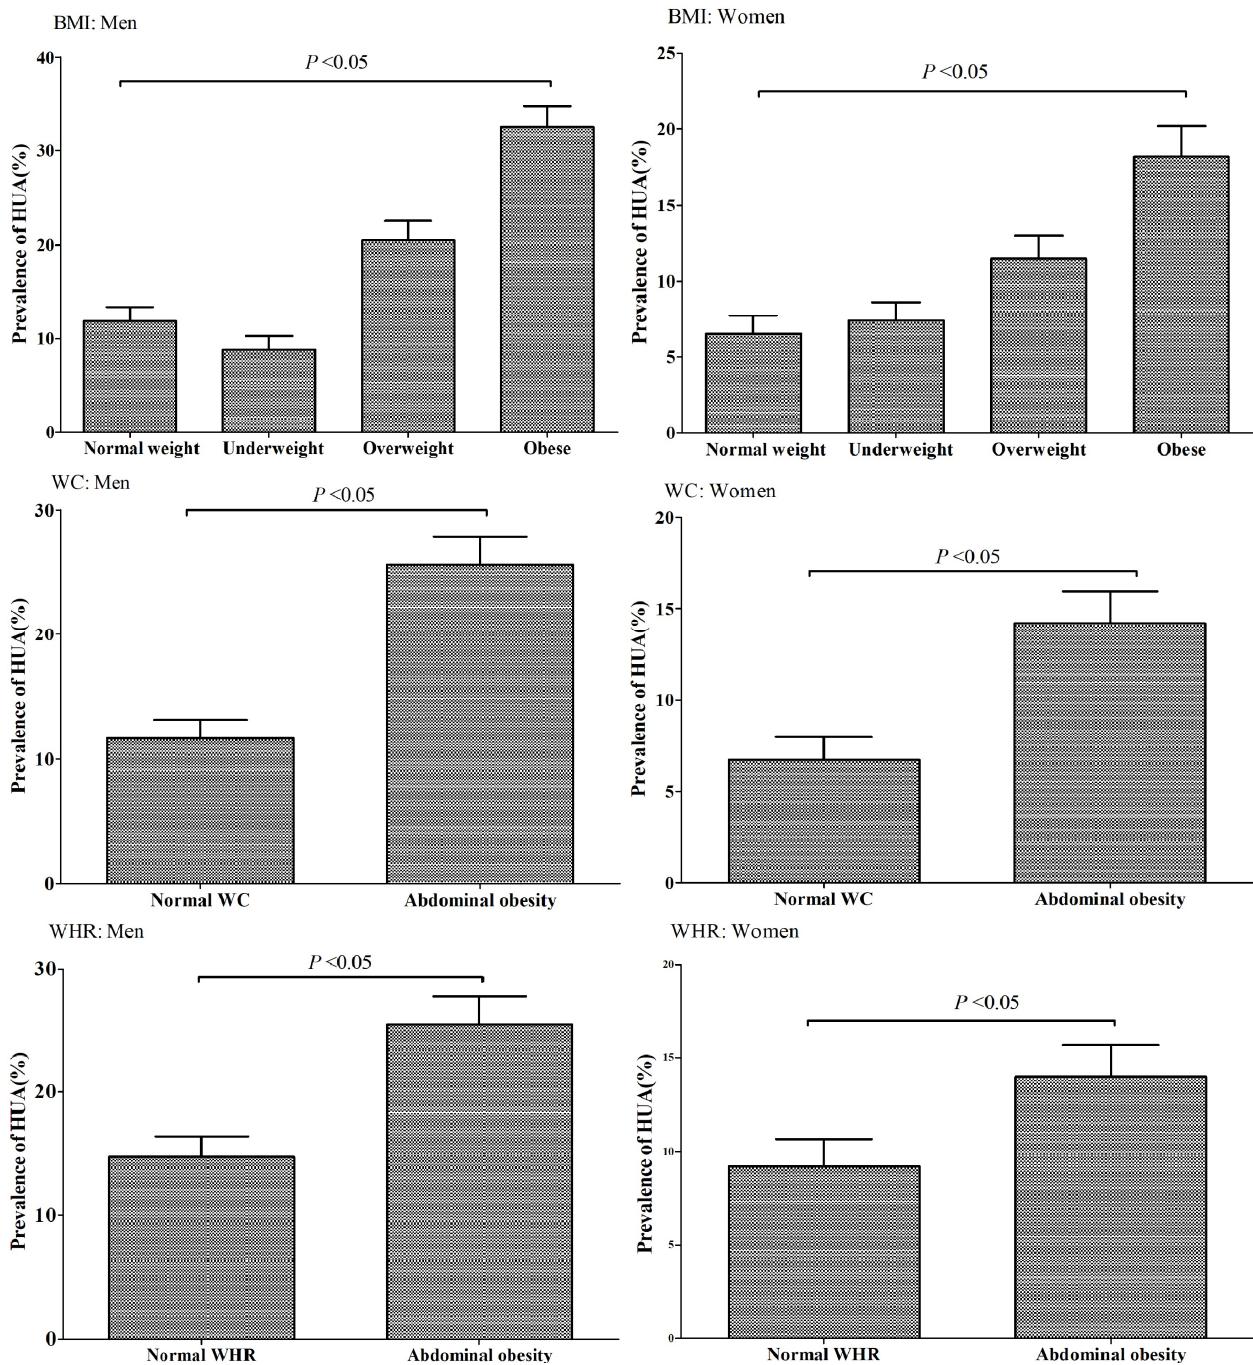 BMI: Men
P <0.05
Prevalence of HUA(%)
40
30
20
10
0
Normal weight
Underweight
Overweight
Obese
BMI: Women
P <0.05
Prevalence of HUA(%)
25
20
15
10
5
0
Normal weight
Underweight
Overweight
Obese
WC: Men
P <0.05
Prevalence of HUA(%)
30
20
10
0
Normal WC
Abdominal obesity
WC: Women
P <0.05
Prevalence of HUA(%)
20
15
10
5
0
Normal WC
Abdominal obesity
WHR: Men
P <0.05
Prevalence of HUA(%)
30
20
10
0
Normal WHR
Abdominal obesity
WHR: Women
P <0.05
Prevalence of HUA(%)
20
15
10
5
0
Normal WHR
Abdominal obesity